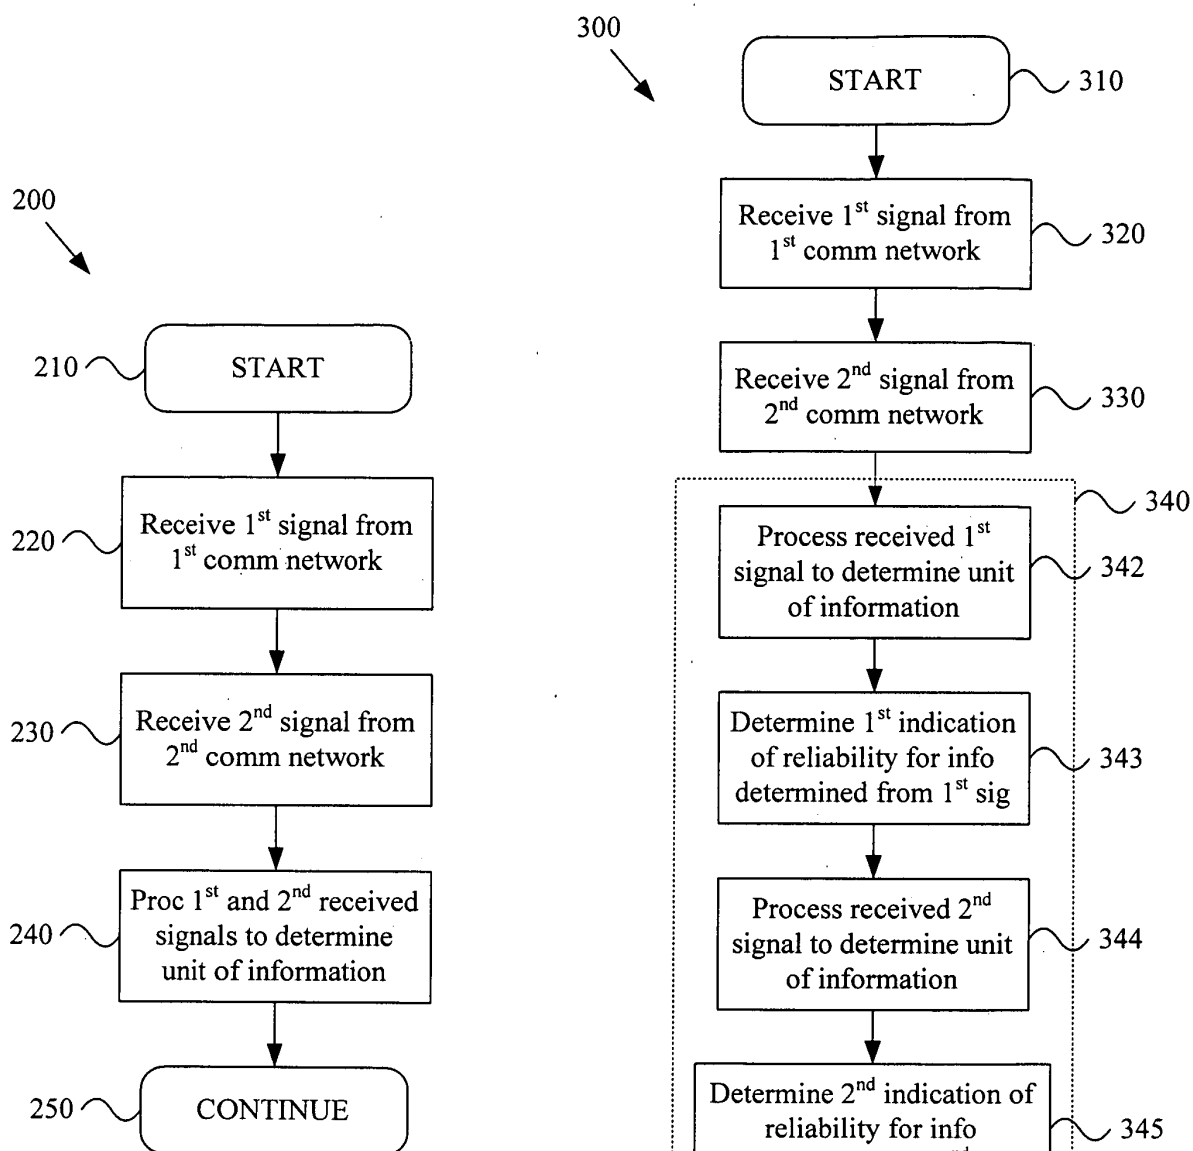 200
210
START
220
Receive 1st signal from
1st comm network
230
Receive 2nd signal from
2nd comm network
240
Proc 1st and 2nd received
signals to determine
unit of information
250
CONTINUE
300
START
310
Receive 1st signal from
1st comm network
320
Receive 2nd signal from
2nd comm network
330
340
Process received 1st
signal to determine unit
of information
342
Determine 1st indication
of reliability for info
determined from 1st sig
343
Process received 2nd
signal to determine unit
of information
344
Determine 2nd indication of
reliability for info
345